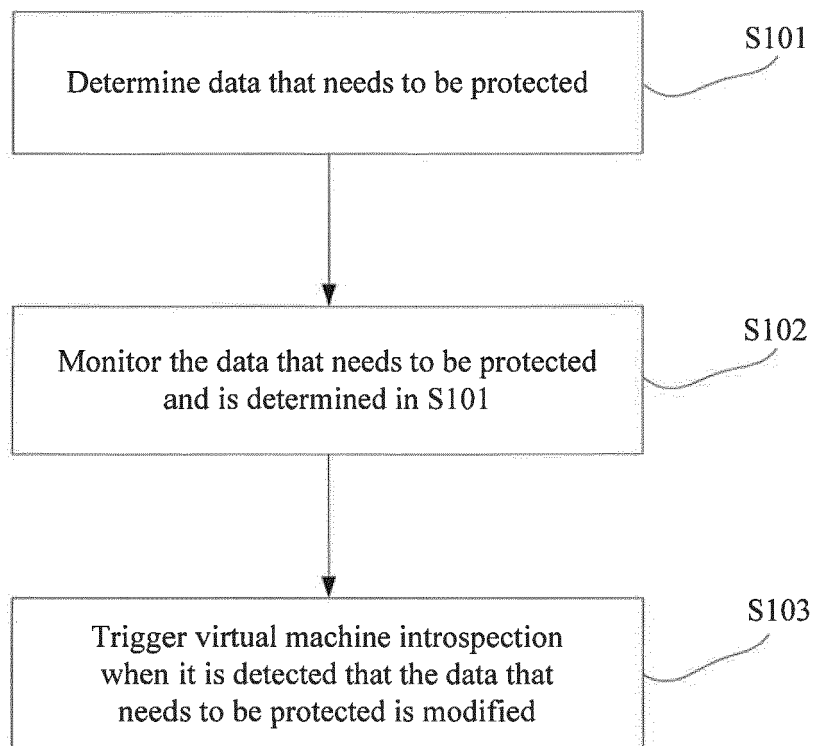 S101
Determine data that needs to be protected
S102
Monitor the data that needs to be protected
and is determined in S101
S103
Trigger virtual machine introspection
when it is detected that the data that
needs to be protected is modified